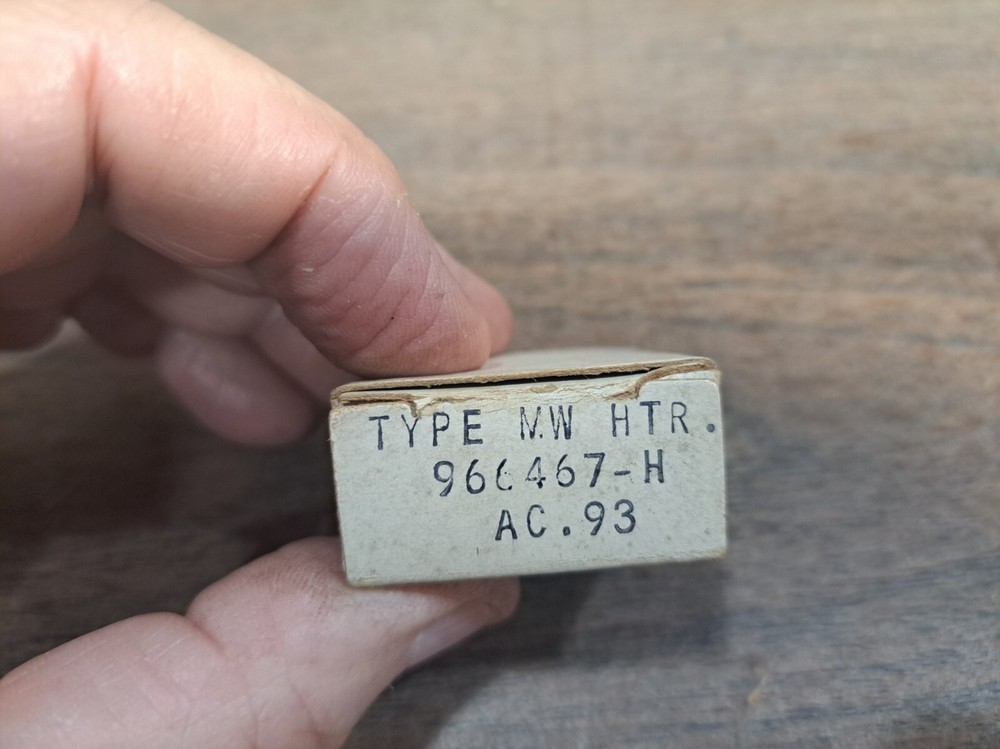 TYPE MW HTR.
966467-H
AC.93